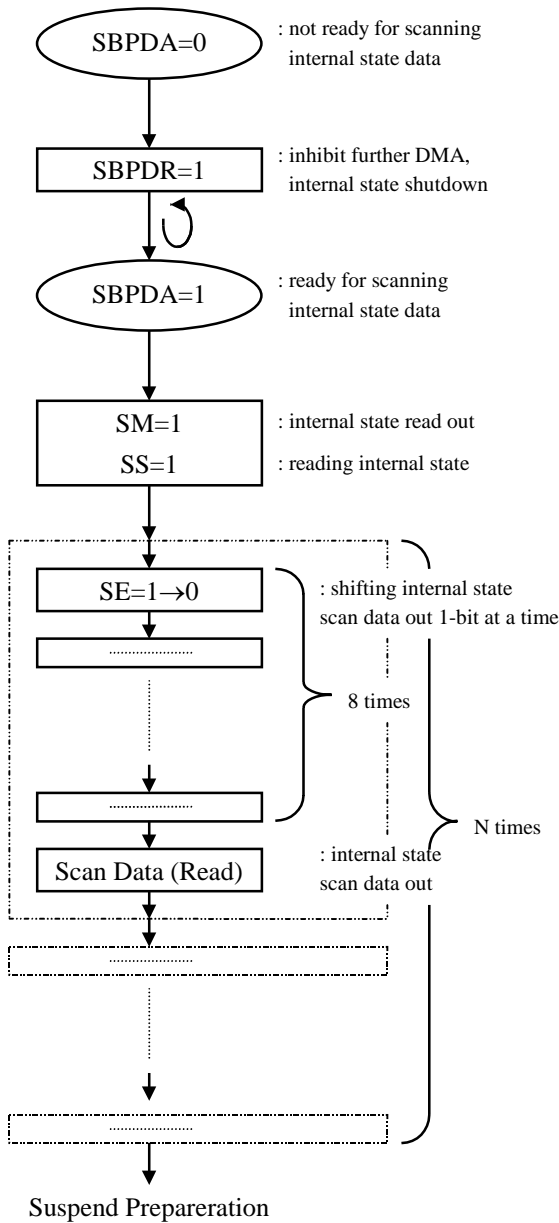 SBPDA=0
: not ready for scanning
internal state data
SBPDR=1
: inhibit further DMA,
internal state shutdown
SBPDA=1
: ready for scanning
internal state data
SM=1
: internal state read out
SS=1
: reading internal state
SE=1→0
: shifting internal state
scan data out 1-bit at a time
8 times
N times
Scan Data (Read)
: internal state
scan data out
Suspend Prepareration